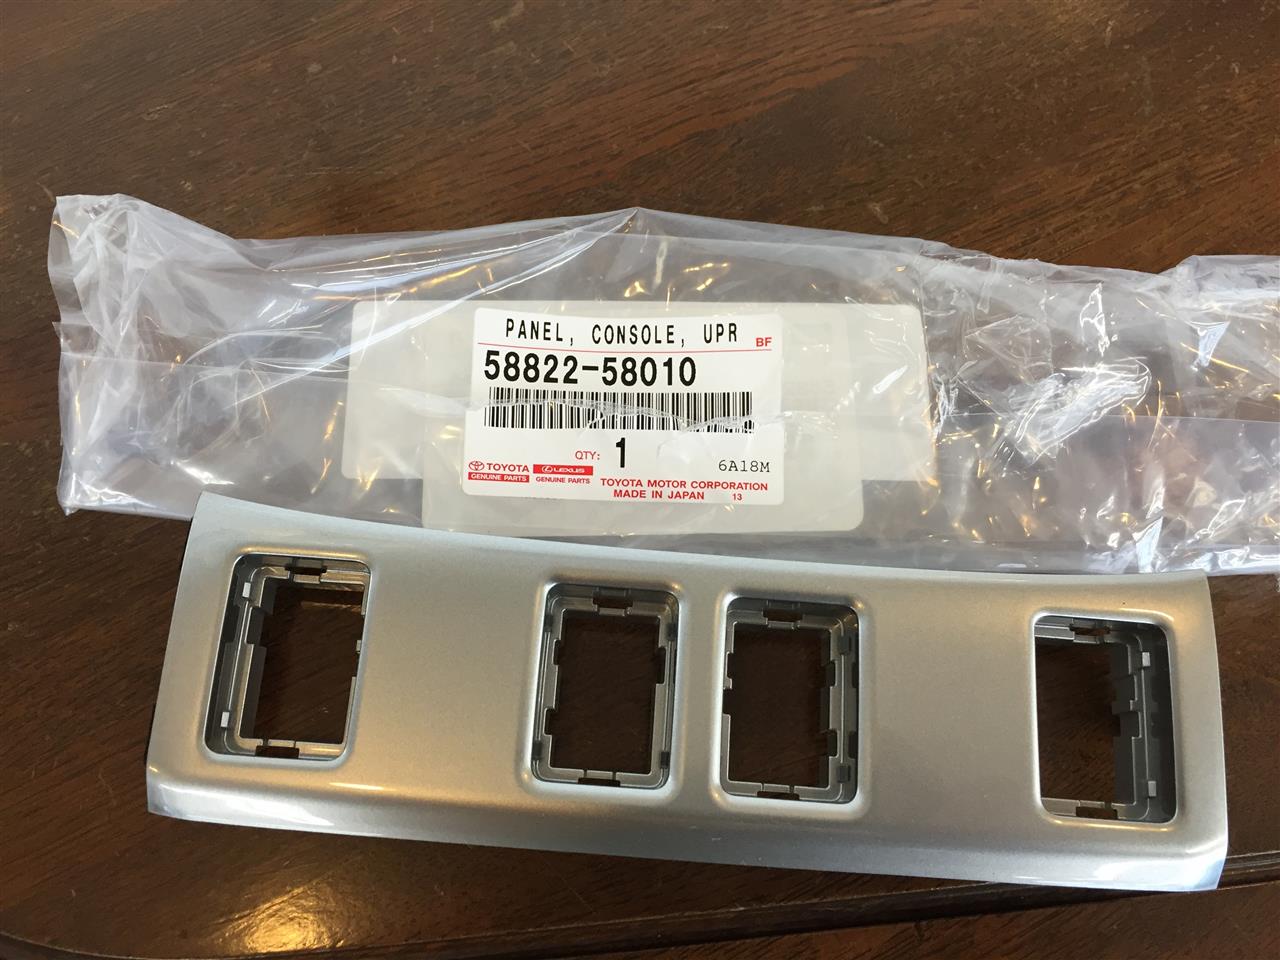 PANEL, CONSOLE, UPR BF
58822-58010
QTY: 1 6A18M
TOYOTA LEXUS
GENUINE PARTS GENUINE PARTS
TOYOTA MOTOR CORPORATION
MADE IN JAPAN 13